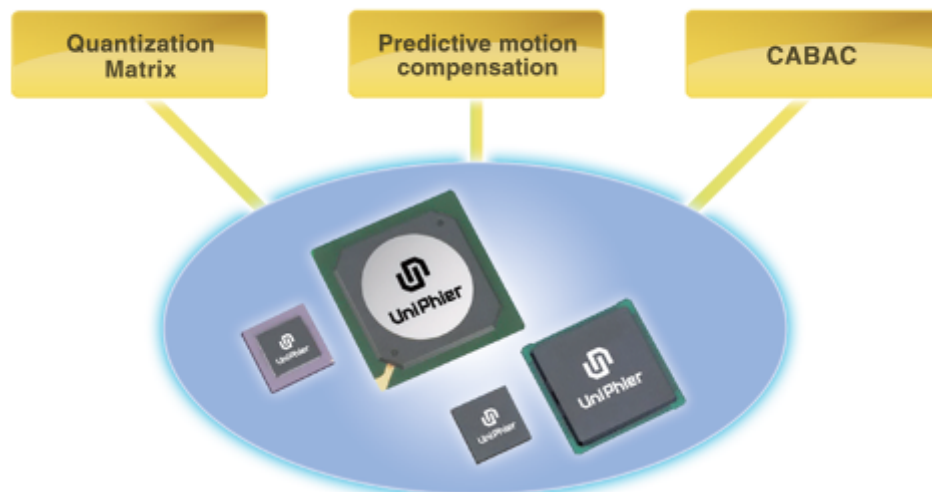 Quantization
Matrix
Predictive motion
compensation
CABAC
UniPhier
UniPhier
UniPhier
UniPhier